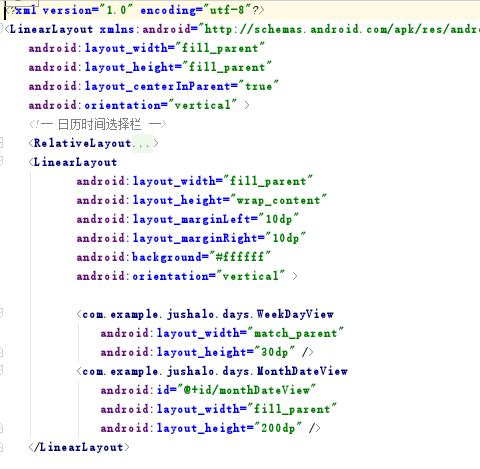 <?xml version="1.0" encoding="utf-8"?>
<LinearLayout xmlns:android="http://schemas.android.com/apk/res/andro
android:layout_width="fill_parent"
android:layout_height="fill_parent"
android:layout_centerInParent="true"
android:orientation="vertical" >
<!-- 日历时间选择栏 -->
<RelativeLayout...>
<LinearLayout
android:layout_width="fill_parent"
android:layout_height="wrap_content"
android:layout_marginLeft="10dp"
android:layout_marginRight="10dp"
android:background="#ffffff"
android:orientation="vertical" >
<com.example.jushalo.days.WeekDayView
android:layout_width="match_parent"
android:layout_height="30dp" />
<com.example.jushalo.days.MonthDateView
android:id="@+id/monthDateView"
android:layout_width="fill_parent"
android:layout_height="200dp" />
</LinearLayout>